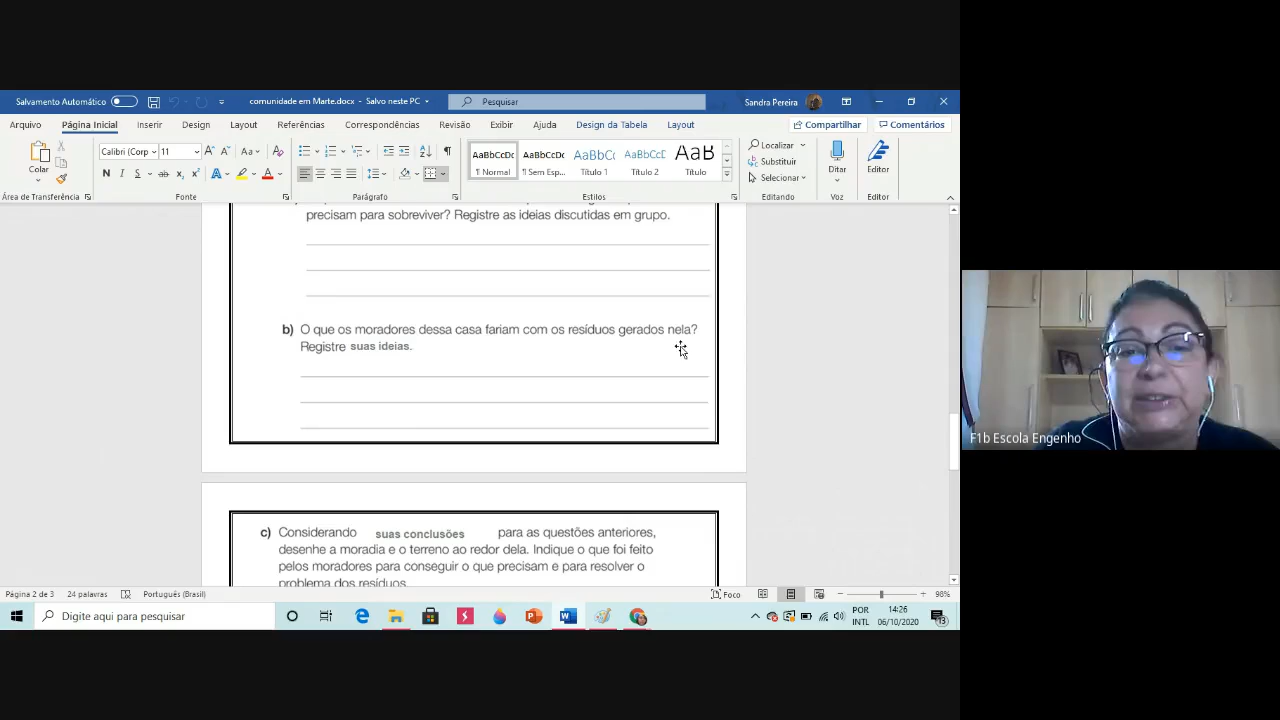 Salvamento Automático
comunidade em Marte.docx - Salvo neste PC
Pesquisar
Sandra Pereira
Arquivo Página Inicial Inserir Design Layout Referências Correspondências Revisão Exibir Ajuda Design da Tabela Layout Compartilhar Comentários
Colar
Calibri (Corp 11
N I S ab x₂ x² A A
AaBbCcDc AaBbCcDc AaBbCc AaBbCcC AaB
¶ Normal ¶ Sem Esp... Título 1 Título 2 Título
Localizar
Substituir
Selecionar
Ditar
Editor
Área de Transferência Fonte Parágrafo Estilos Editando Voz Editor
precisam para sobreviver? Registre as ideias discutidas em grupo.
b) O que os moradores dessa casa fariam com os resíduos gerados nela?
Registre suas ideias.
c) Considerando suas conclusões para as questões anteriores,
desenhe a moradia e o terreno ao redor dela. Indique o que foi feito
pelos moradores para conseguir o que precisam e para resolver o
problema dos resíduos.
F1b Escola Engenho
Página 2 de 3 24 palavras Português (Brasil) Foco 98%
Digite aqui para pesquisar
POR
INTL
14:26
06/10/2020
13